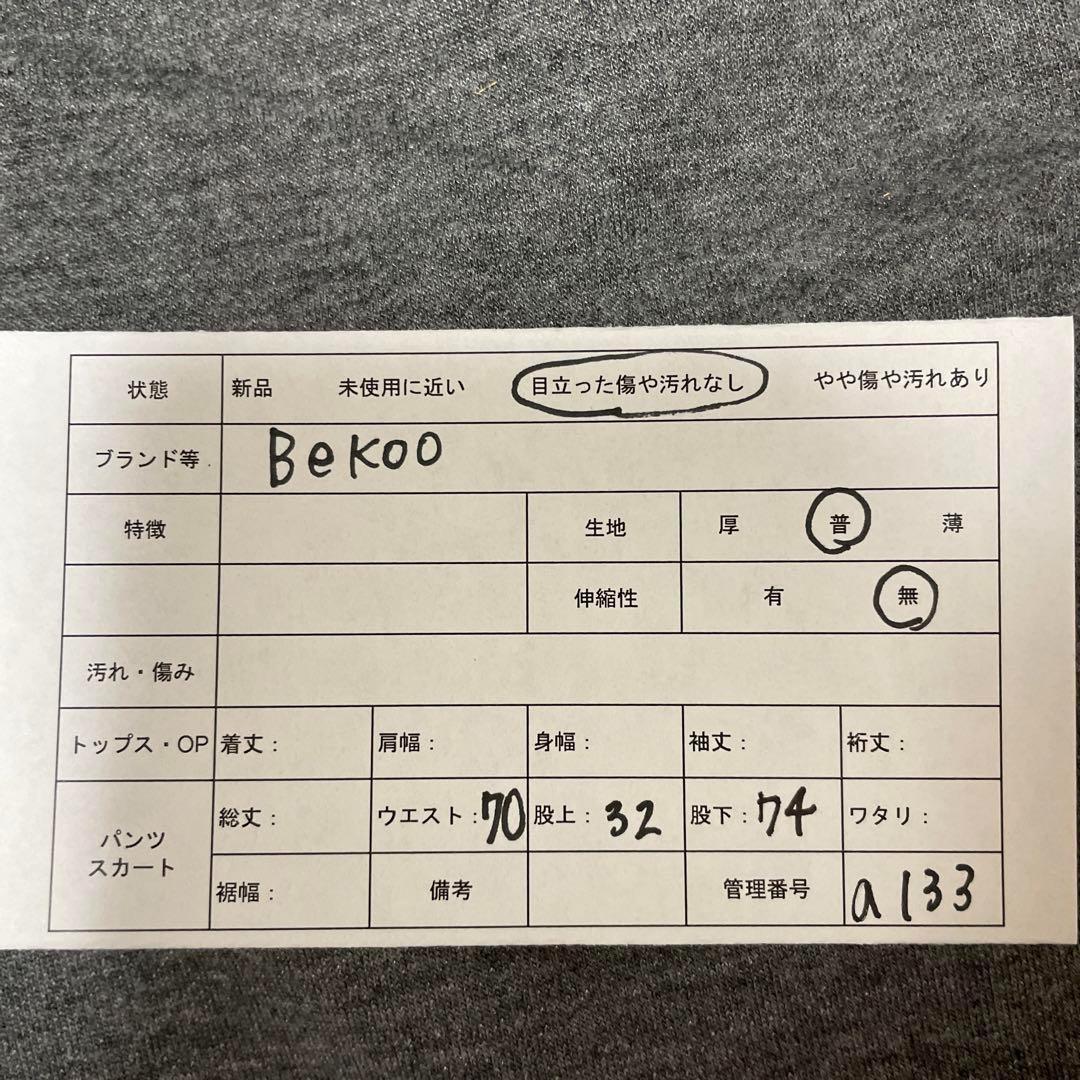 状態 新品 未使用に近い 目立った傷や汚れなし やや傷や汚れあり
ブランド等 Bekoo
特徴 生地 厚 普 薄
伸縮性 有 無
汚れ・傷み
トップス・OP 着丈： 肩幅： 身幅： 袖丈： 裄丈：
パンツ
スカート
総丈： ウエスト：70 股上：32 股下：74 ワタリ：
裾幅： 備考 管理番号 a133